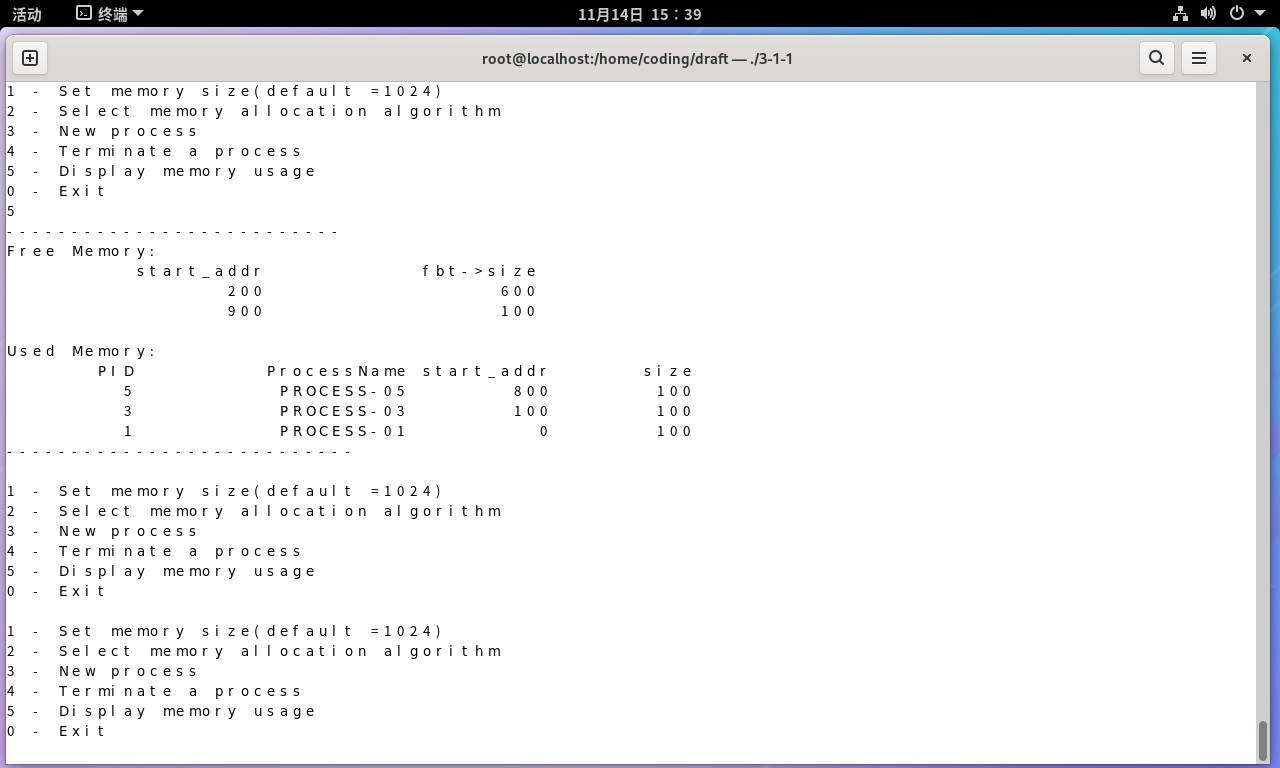 活动 终端 11月14日 15：39
root@localhost:/home/coding/draft — ./3-1-1
1 - Set memory size(default =1024)
2 - Select memory allocation algorithm
3 - New process
4 - Terminate a process
5 - Display memory usage
0 - Exit
5
--------------------------
Free Memory:
start_addr fbt->size
200 600
900 100
Used Memory:
PID ProcessName start_addr size
5 PROCESS-05 800 100
3 PROCESS-03 100 100
1 PROCESS-01 0 100
---------------------------
1 - Set memory size(default =1024)
2 - Select memory allocation algorithm
3 - New process
4 - Terminate a process
5 - Display memory usage
0 - Exit
1 - Set memory size(default =1024)
2 - Select memory allocation algorithm
3 - New process
4 - Terminate a process
5 - Display memory usage
0 - Exit